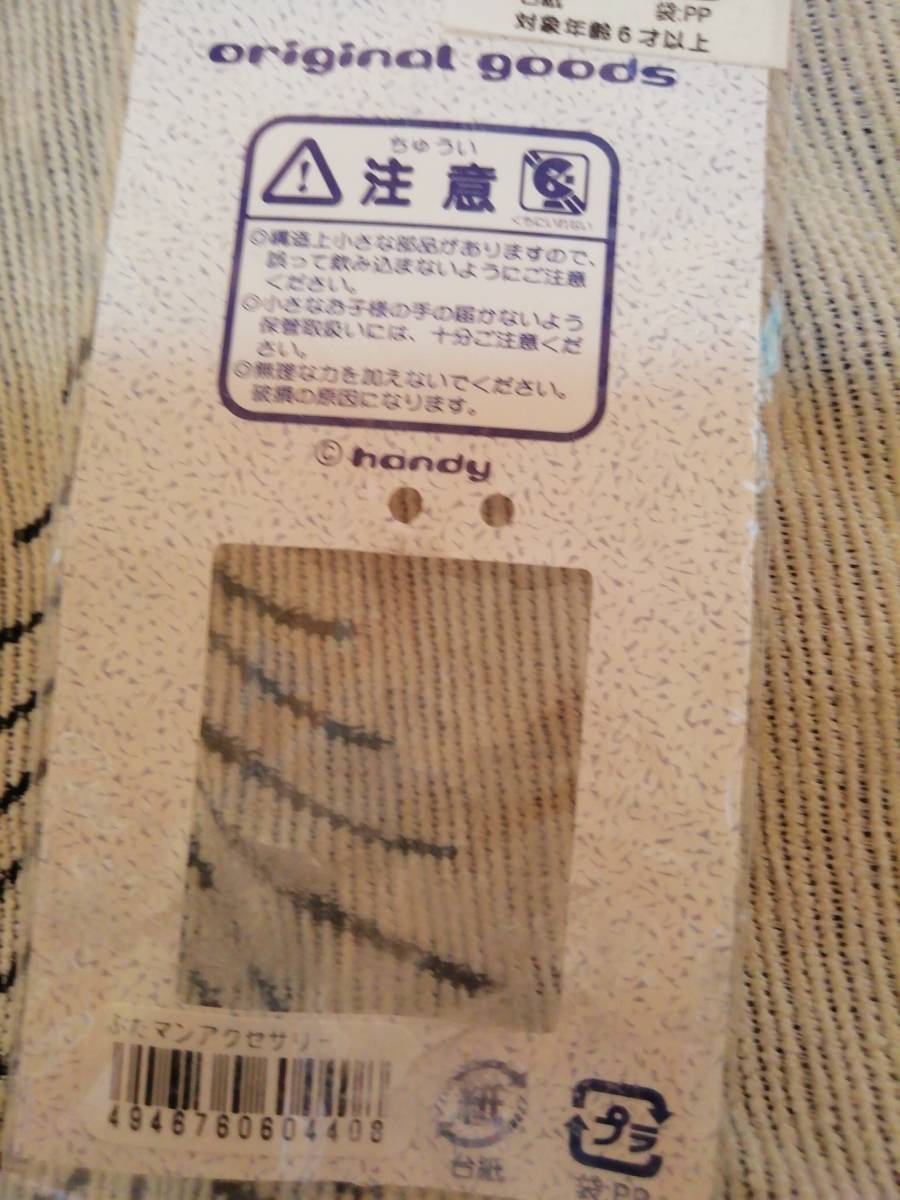 台紙 袋:PP
対象年齢6才以上
original goods
ちゅうい
注意
くちにいれない
◎構造上小さな部品がありますので、
誤って飲み込まないようにご注意
ください。
◎小さなお子様の手の届かないよう
保管取扱いには、十分ご注意くだ
さい。
◎無理な力を加えないでください。
破損の原因になります。
©handy
ぶたマンアクセサリー
4946760604408
紙 プラ
台紙 袋:PP